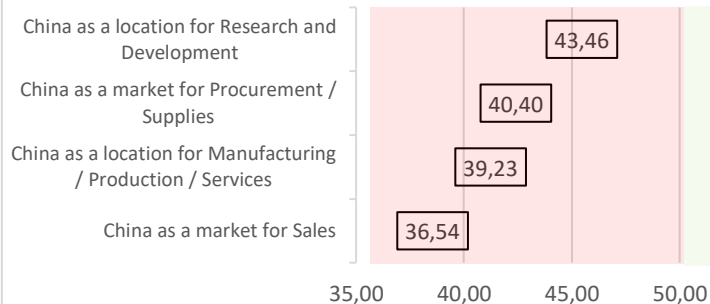 China as a location for Research and
Development
43,46
China as a market for Procurement /
Supplies
40,40
China as a location for Manufacturing
/ Production / Services
39,23
China as a market for Sales
36,54
35,00 40,00 45,00 50,00